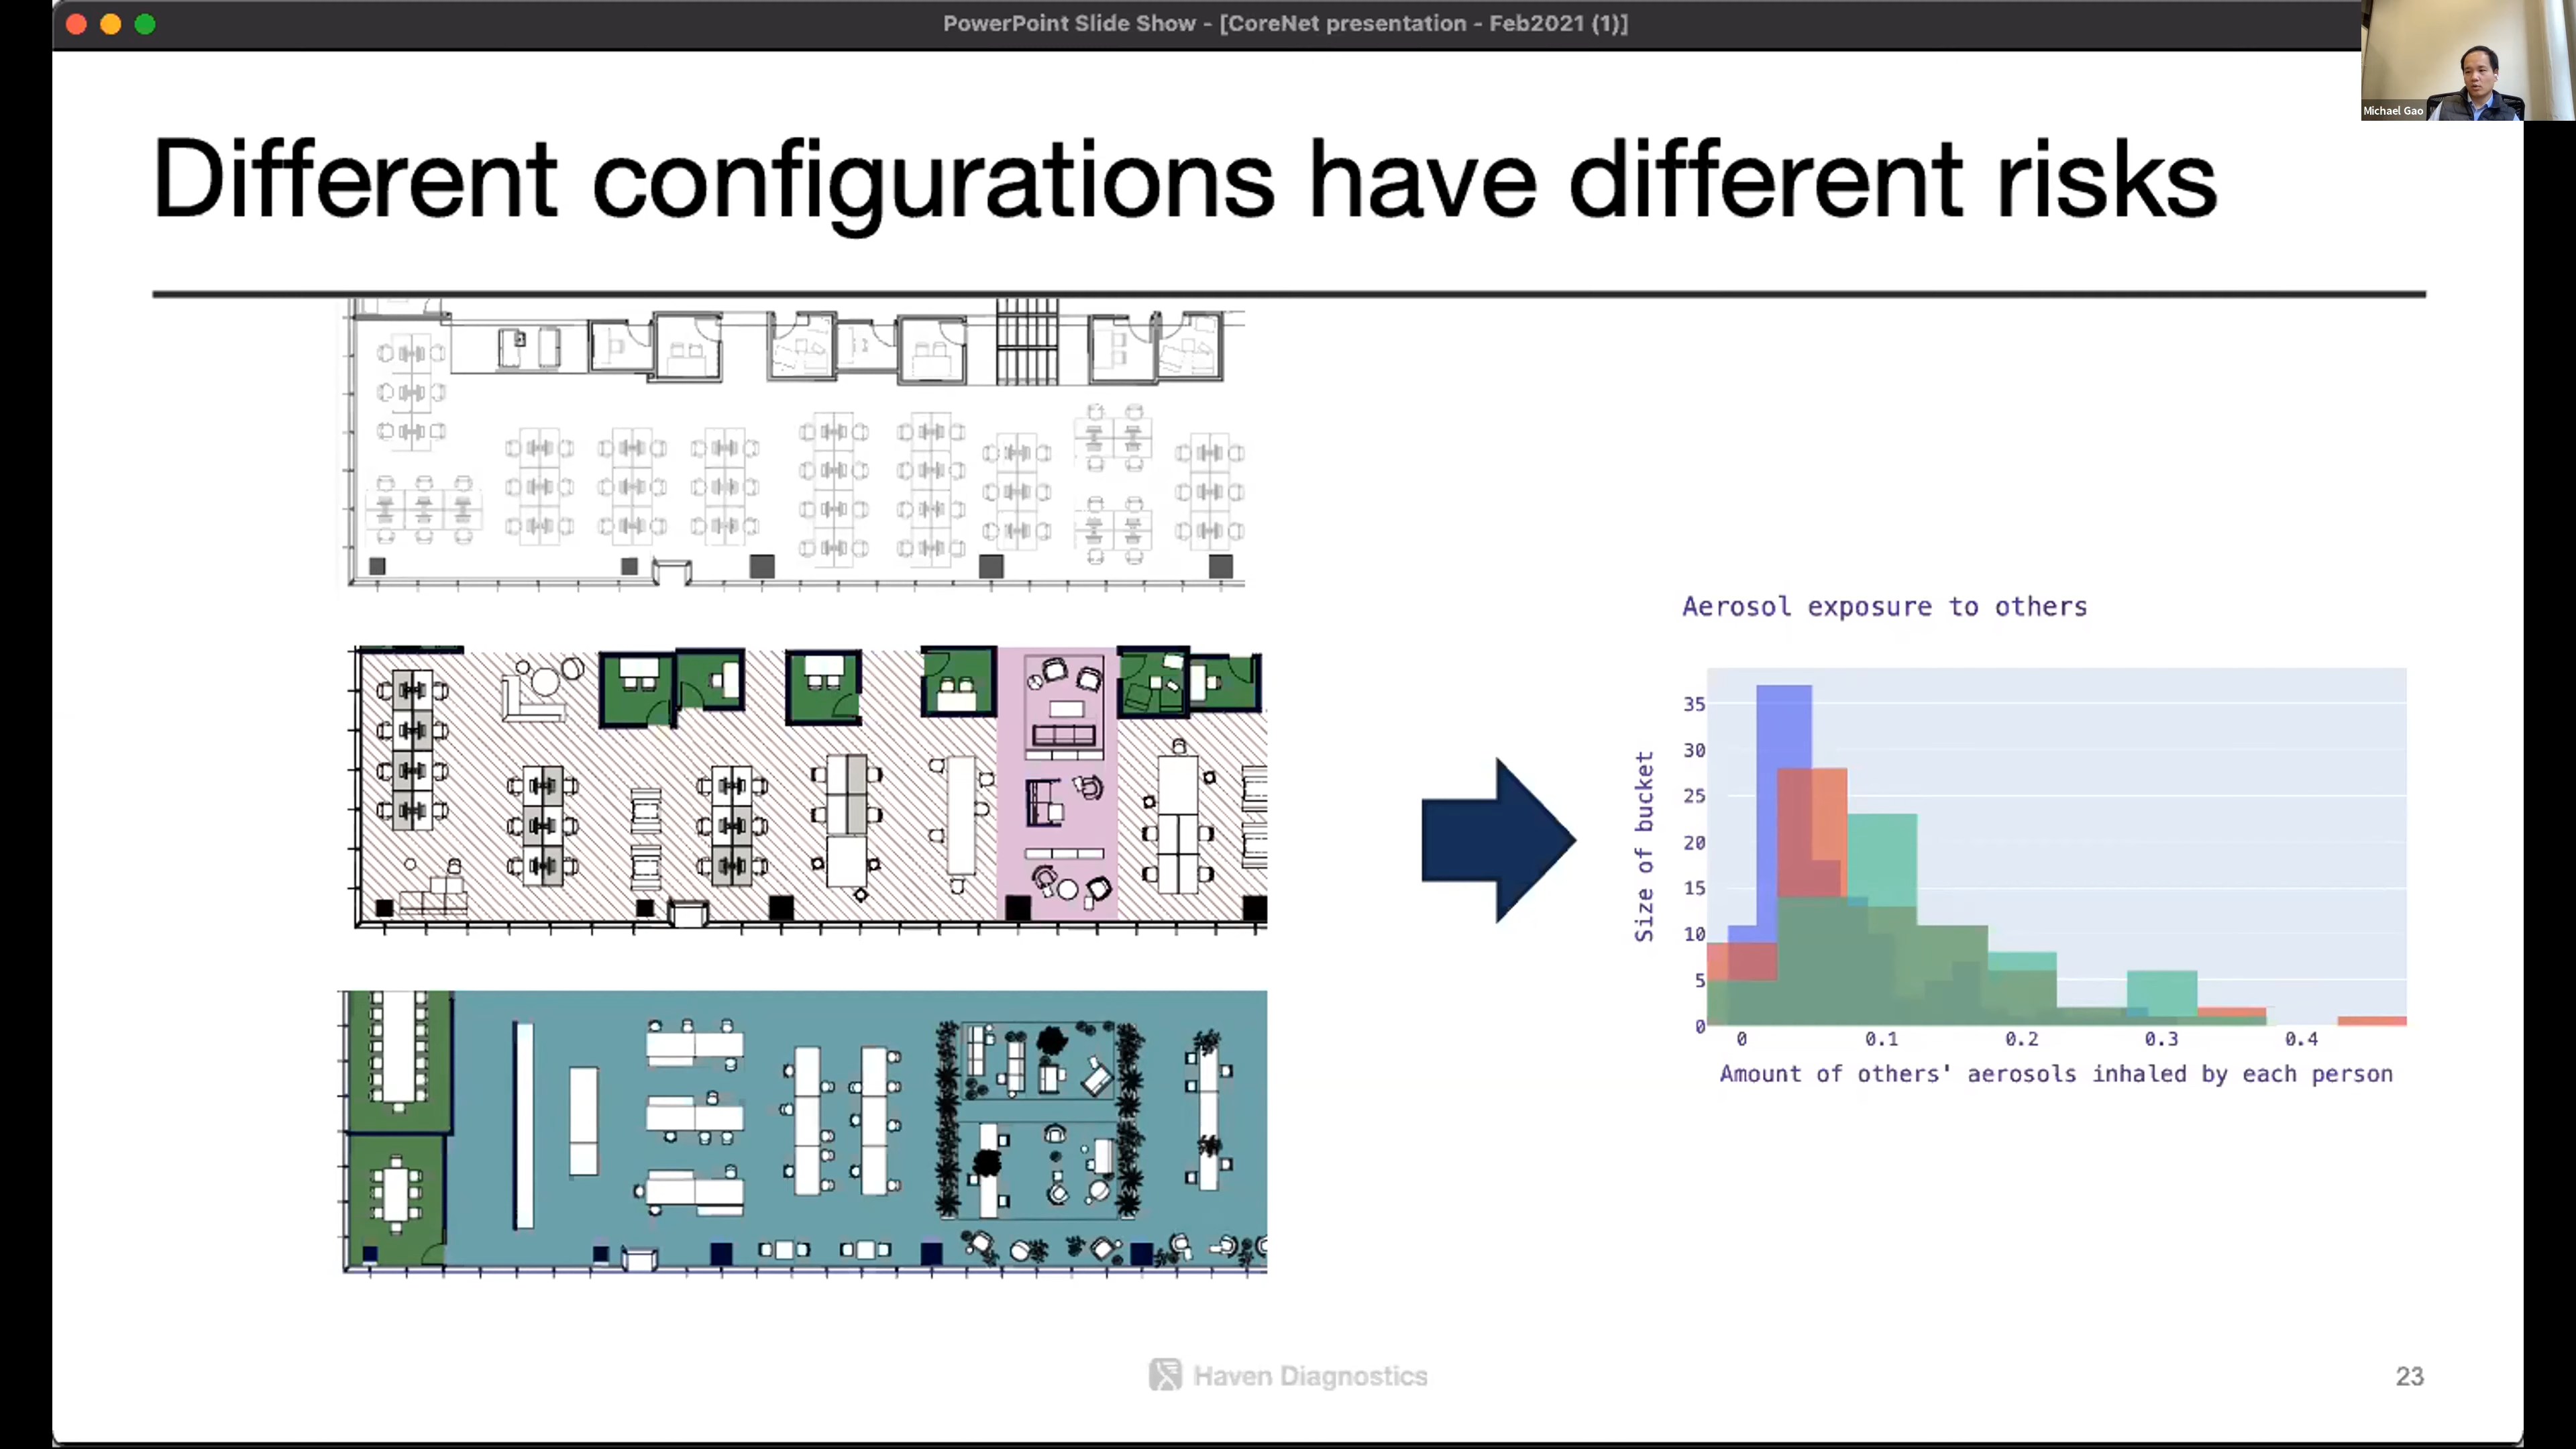 PowerPoint Slide Show - [CoreNet presentation - Feb2021 (1)]
Michael Gao
Different configurations have different risks
Aerosol exposure to others
Size of bucket
35
30
25
20
15
10
5
0
0 0.1 0.2 0.3 0.4
Amount of others' aerosols inhaled by each person
Haven Diagnostics
23